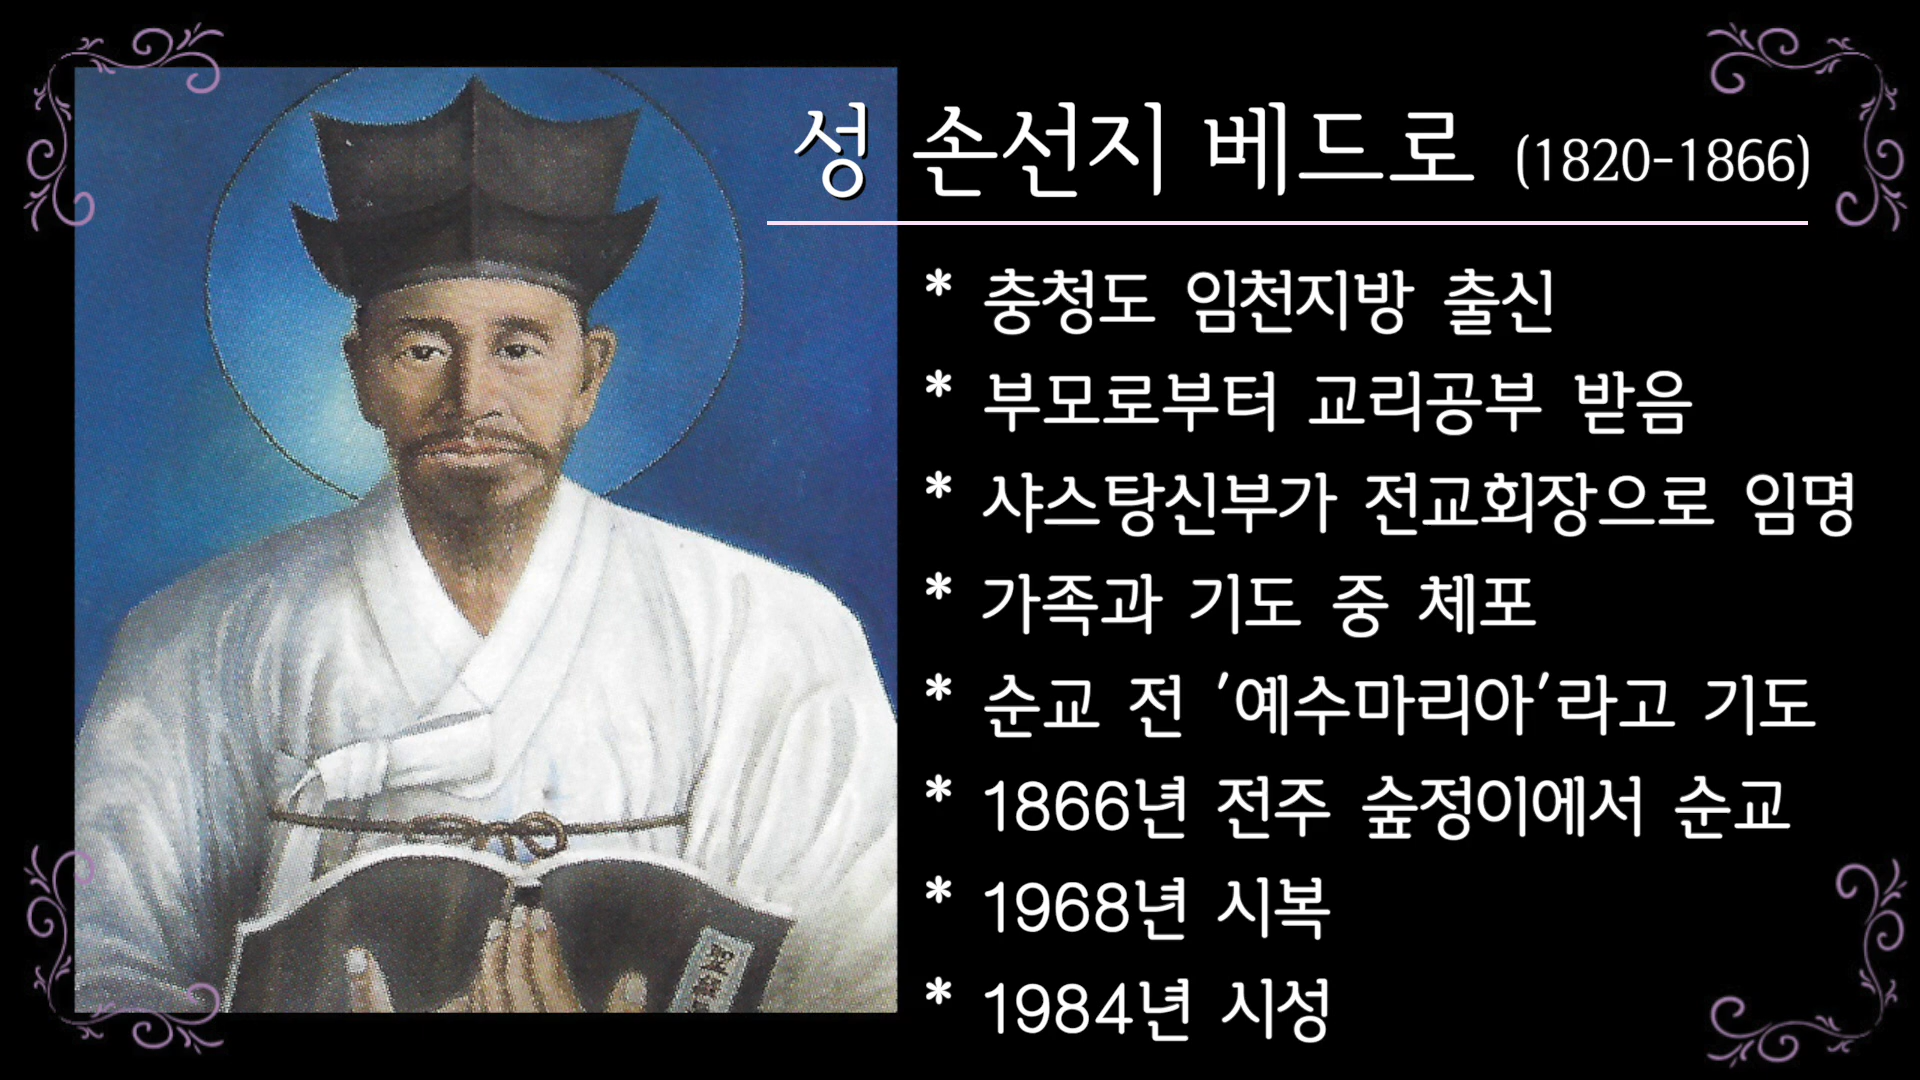 성 손선지 베드로 (1820-1866)
* 충청도 임천지방 출신
* 부모로부터 교리공부 받음
* 샤스탕신부가 전교회장으로 임명
* 가족과 기도 중 체포
* 순교 전 '예수마리아'라고 기도
* 1866년 전주 숲정이에서 순교
* 1968년 시복
* 1984년 시성